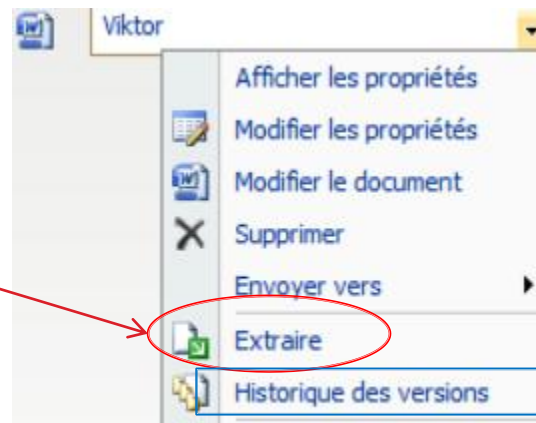 Viktor
Afficher les propriétés
Modifier les propriétés
Modifier le document
Supprimer
Envoyer vers
Extraire
Historique des versions